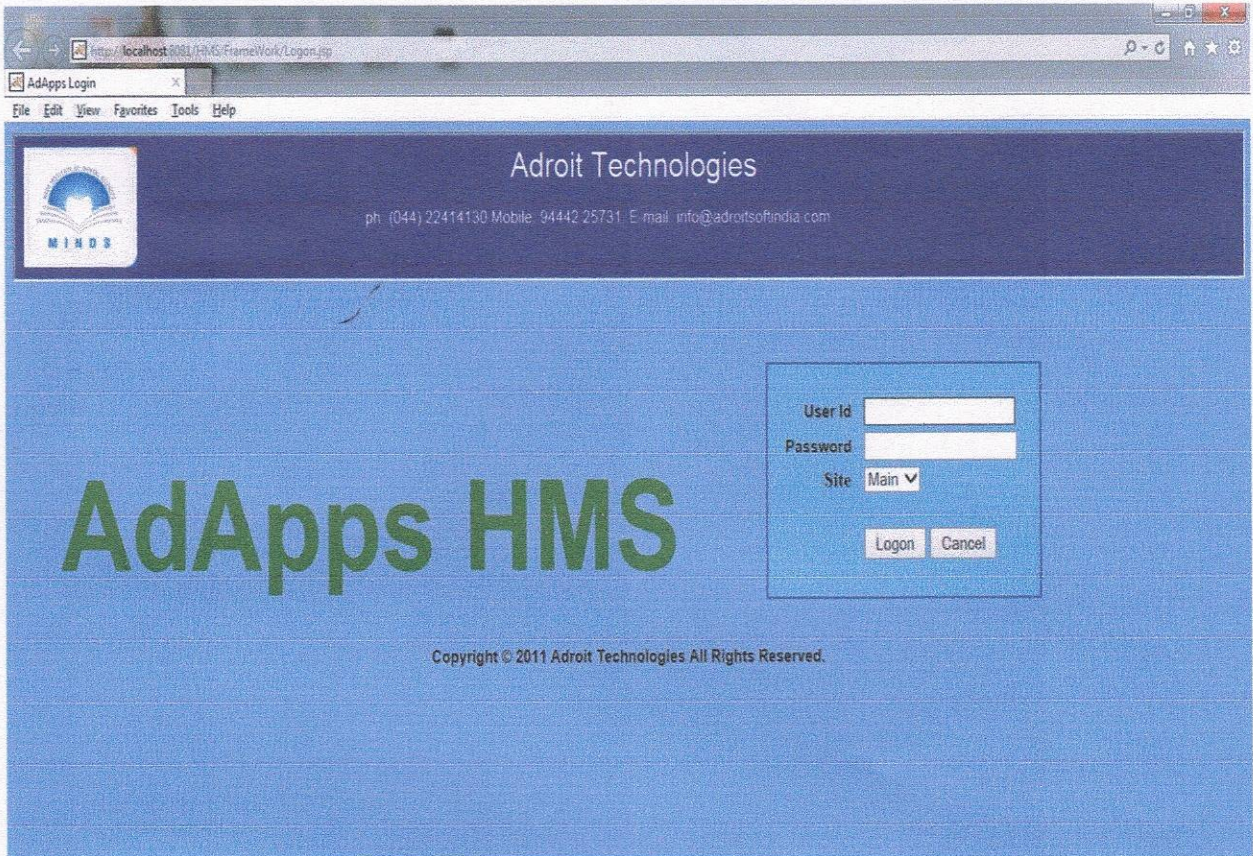 http://localhost:8081/HMS/FrameWork/Logon.jsp
AdApps Login
File Edit View Favorites Tools Help
Adroit Technologies
ph (044) 22414130 Mobile 94442 25731 E-mail info@adroitsoftindia.com
MINDS
User Id
Password
Site Main
AdApps HMS
Logon Cancel
Copyright © 2011 Adroit Technologies All Rights Reserved.